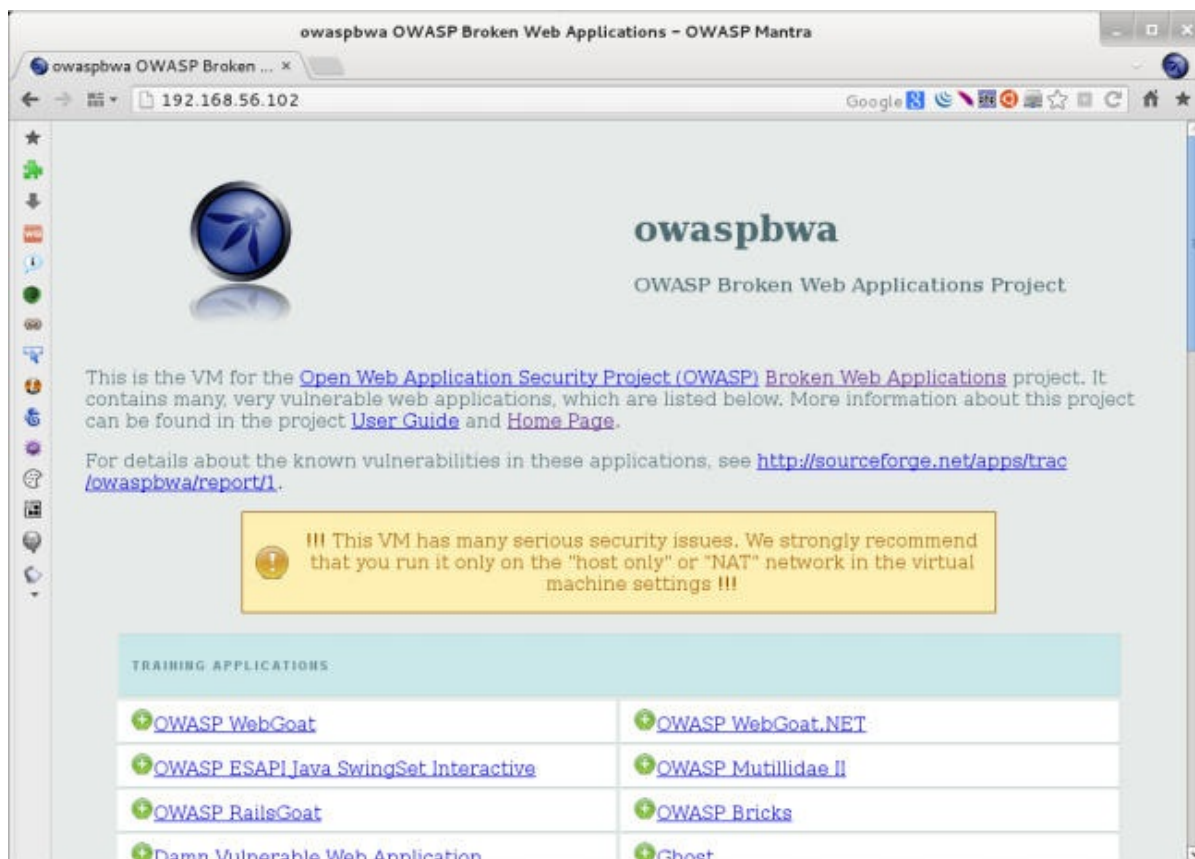 owaspbwa OWASP Broken Web Applications – OWASP Mantra
owaspbwa OWASP Broken ... ×
192.168.56.102
Google
owaspbwa
OWASP Broken Web Applications Project
This is the VM for the Open Web Application Security Project (OWASP) Broken Web Applications project. It
contains many, very vulnerable web applications, which are listed below. More information about this project
can be found in the project User Guide and Home Page.
For details about the known vulnerabilities in these applications, see http://sourceforge.net/apps/trac
/owaspbwa/report/1.
!!! This VM has many serious security issues. We strongly recommend
that you run it only on the "host only" or "NAT" network in the virtual
machine settings !!!
TRAINING APPLICATIONS
OWASP WebGoat
OWASP WebGoat.NET
OWASP ESAPI Java SwingSet Interactive
OWASP Mutillidae II
OWASP RailsGoat
OWASP Bricks
Damn Vulnerable Web Application
Ghost